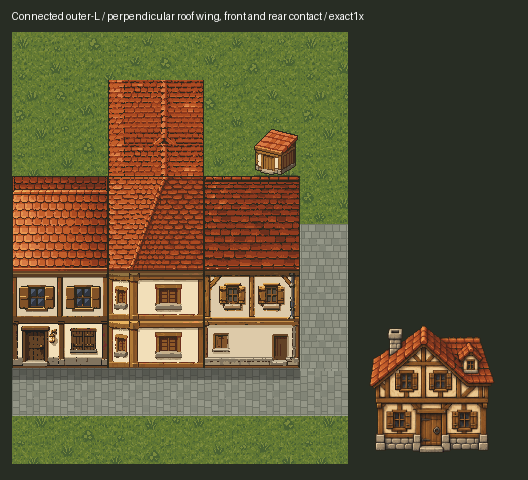 Connected outer-L / perpendicular roof wing, front and rear contact / exact1x